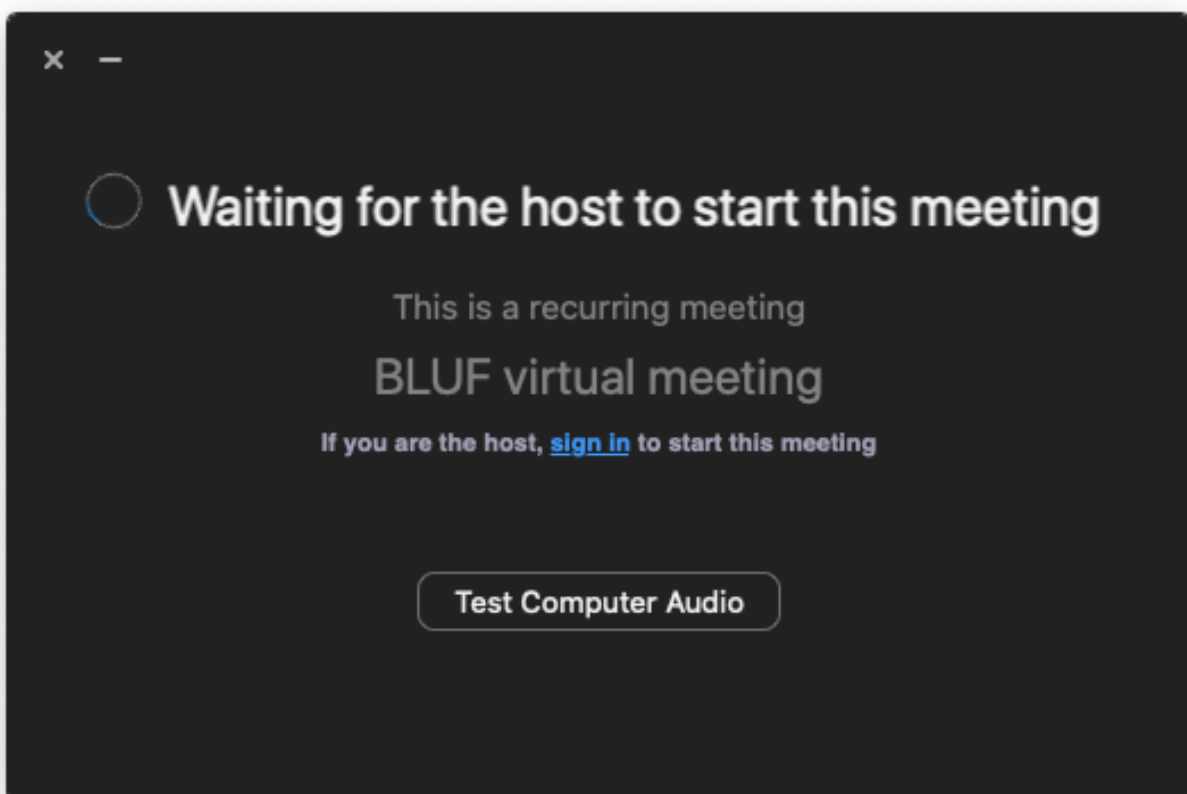 Waiting for the host to start this meeting
This is a recurring meeting
BLUF virtual meeting
If you are the host, sign in to start this meeting
Test Computer Audio